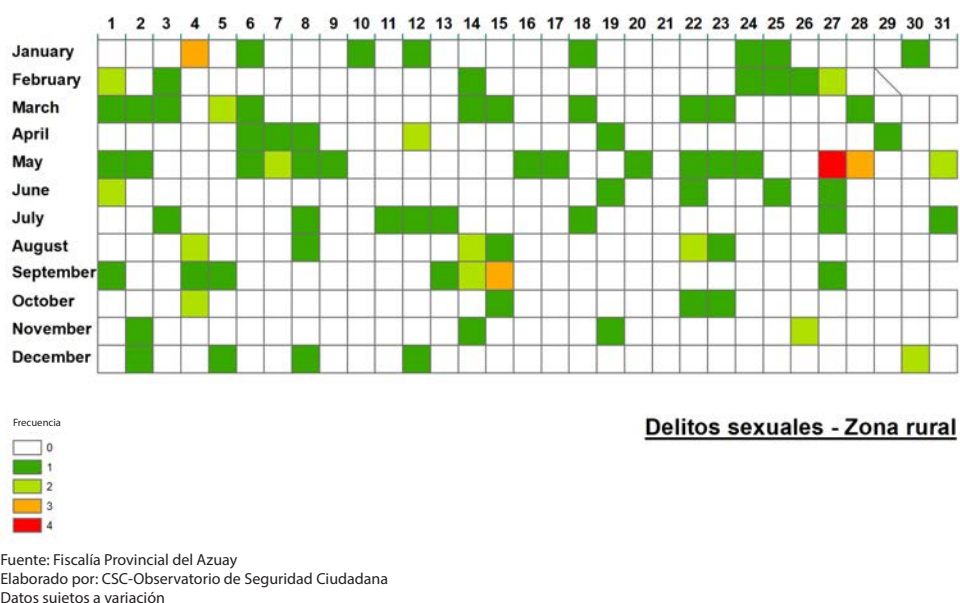 1 2 3 4 5 6 7 8 9 10 11 12 13 14 15 16 17 18 19 20 21 22 23 24 25 26 27 28 29 30 31
January
February
March
April
May
June
July
August
September
October
November
December
Frecuencia
0
1
2
3
4
Delitos sexuales - Zona rural
Fuente: Fiscalía Provincial del Azuay
Elaborado por: CSC-Observatorio de Seguridad Ciudadana
Datos sujetos a variación